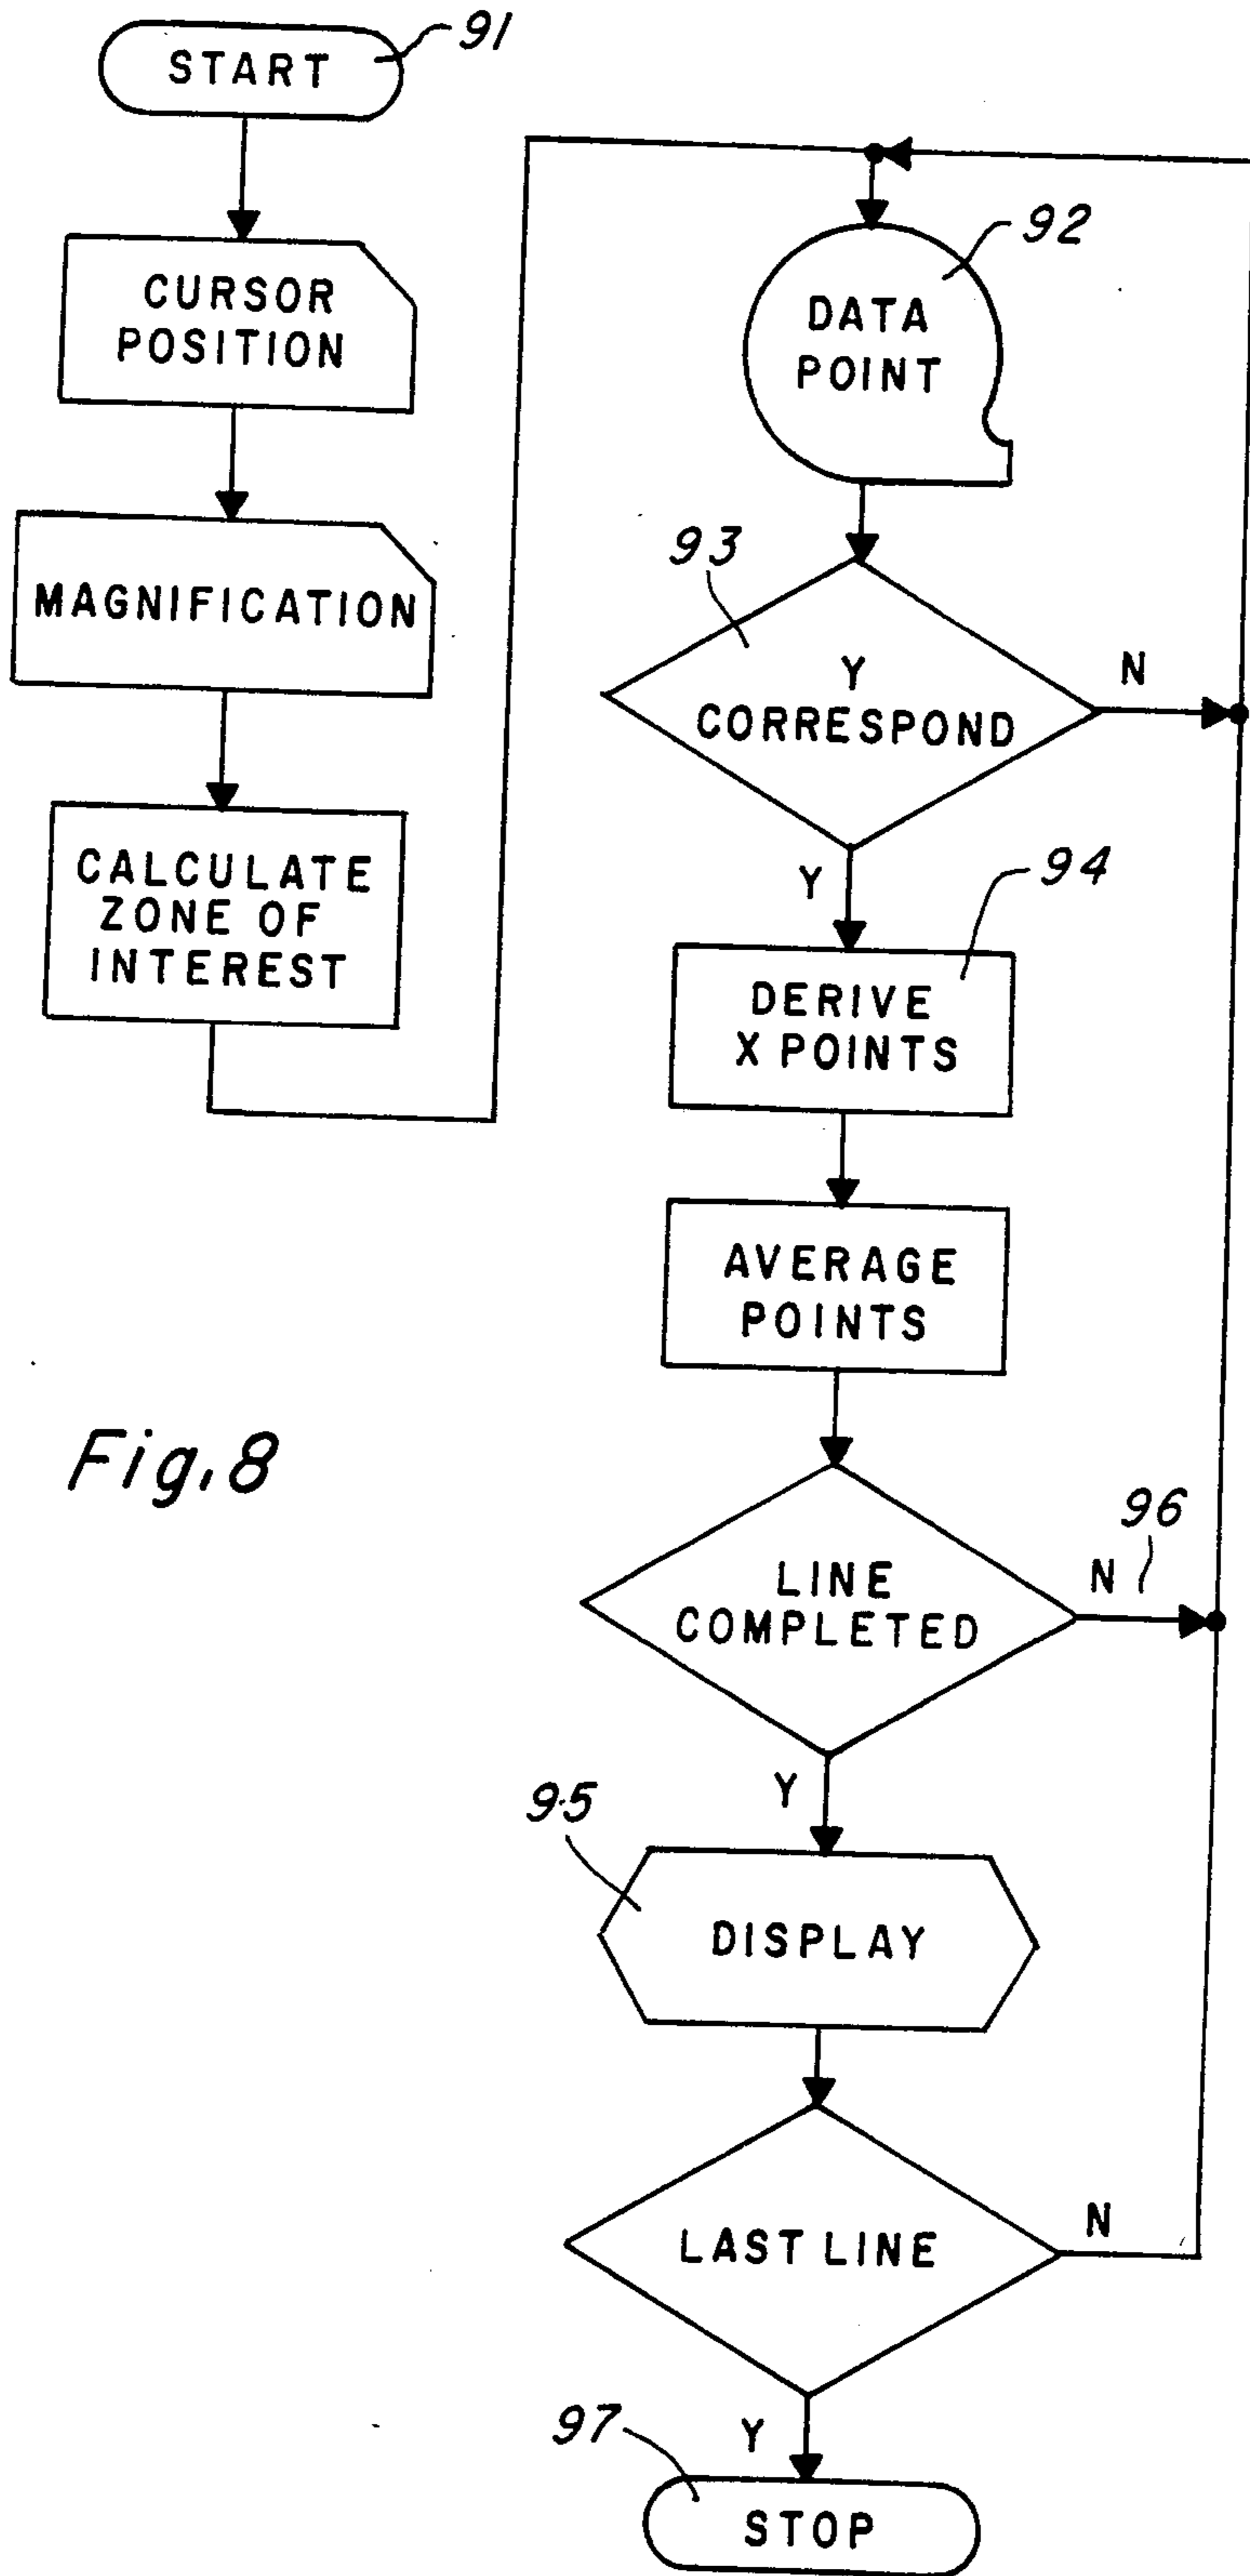 START
91
CURSOR
POSITION
MAGNIFICATION
CALCULATE
ZONE OF
INTEREST
92
DATA
POINT
93
Y
CORRESPOND
N
Y
94
DERIVE
X POINTS
AVERAGE
POINTS
LINE
COMPLETED
N
96
Y
95
DISPLAY
LAST LINE
N
Y
97
STOP
Fig. 8